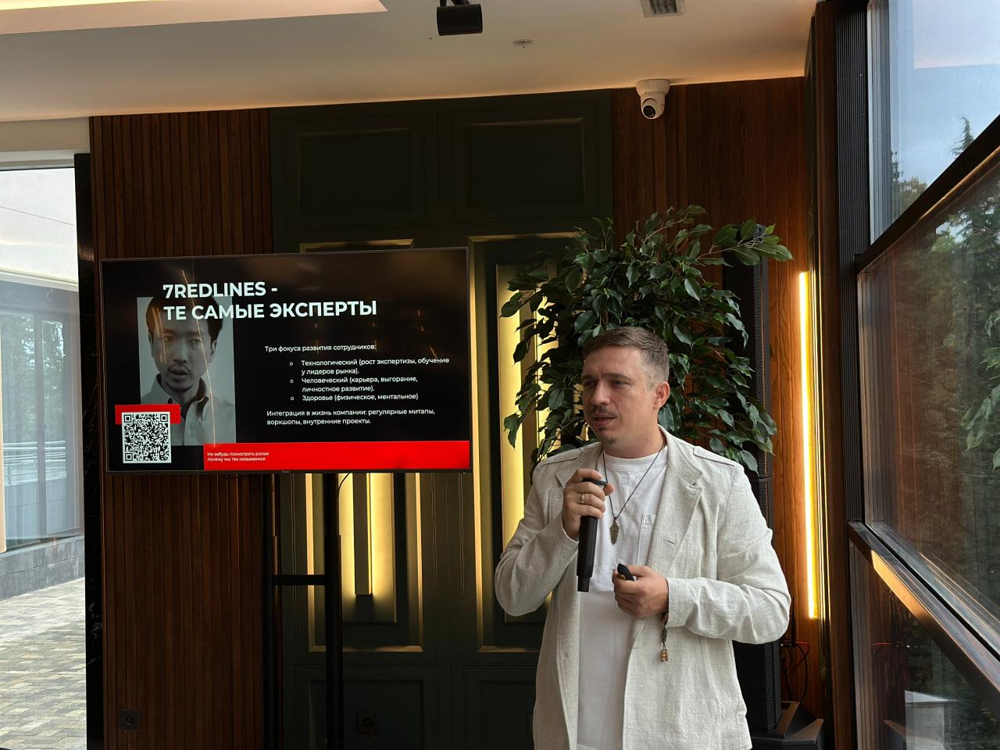 7REDLINES -
ТЕ САМЫЕ ЭКСПЕРТЫ
Три фокуса развития сотрудников:
Технологический (рост экспертизы, обучение
у лидеров рынка).
Человеческий (карьера, выгорание,
личностное развитие).
Здоровье (физическое, ментальное)
Интеграция в жизнь компании: регулярные митапы,
воркшопы, внутренние проекты.
Не забудь посмотреть ролик
почему мы так называемся